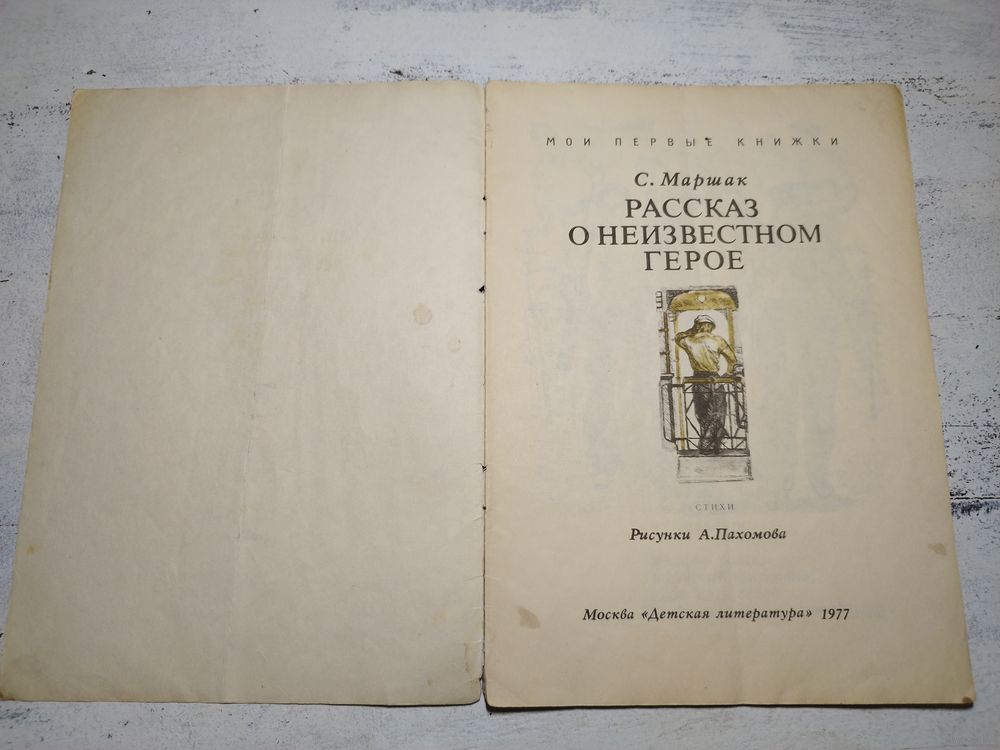 МОИ ПЕРВЫЕ КНИЖКИ
С. Маршак
РАССКАЗ
О НЕИЗВЕСТНОМ
ГЕРОЕ
СТИХИ
Рисунки А.Пахомова
Москва «Детская литература» 1977